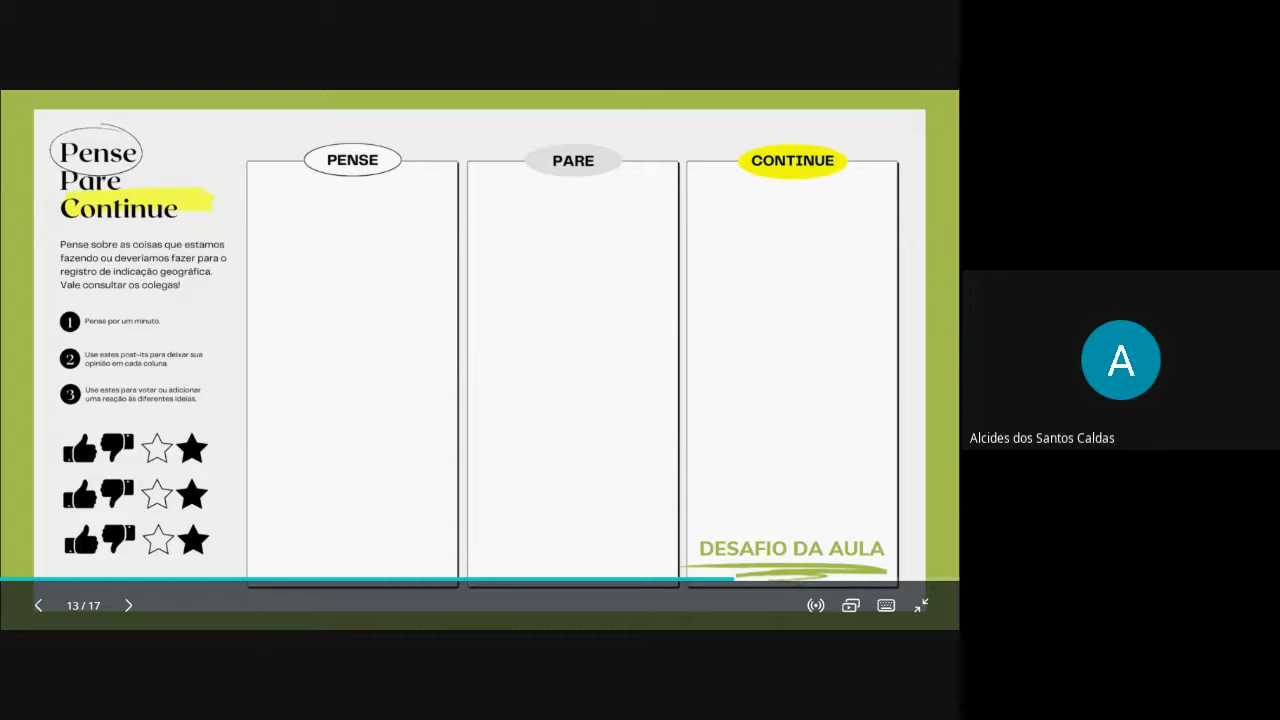 Pense
Pare
Continue
Pense sobre as coisas que estamos
fazendo ou deveríamos fazer para o
registro de indicação geográfica.
Vale consultar os colegas!
1 Pense por um minuto.
2 Use estes post-its para deixar sua
opinião em cada coluna.
3 Use estes para votar ou adicionar
uma reação às diferentes ideias.
PENSE
PARE
CONTINUE
DESAFIO DA AULA
13 / 17
A
Alcides dos Santos Caldas